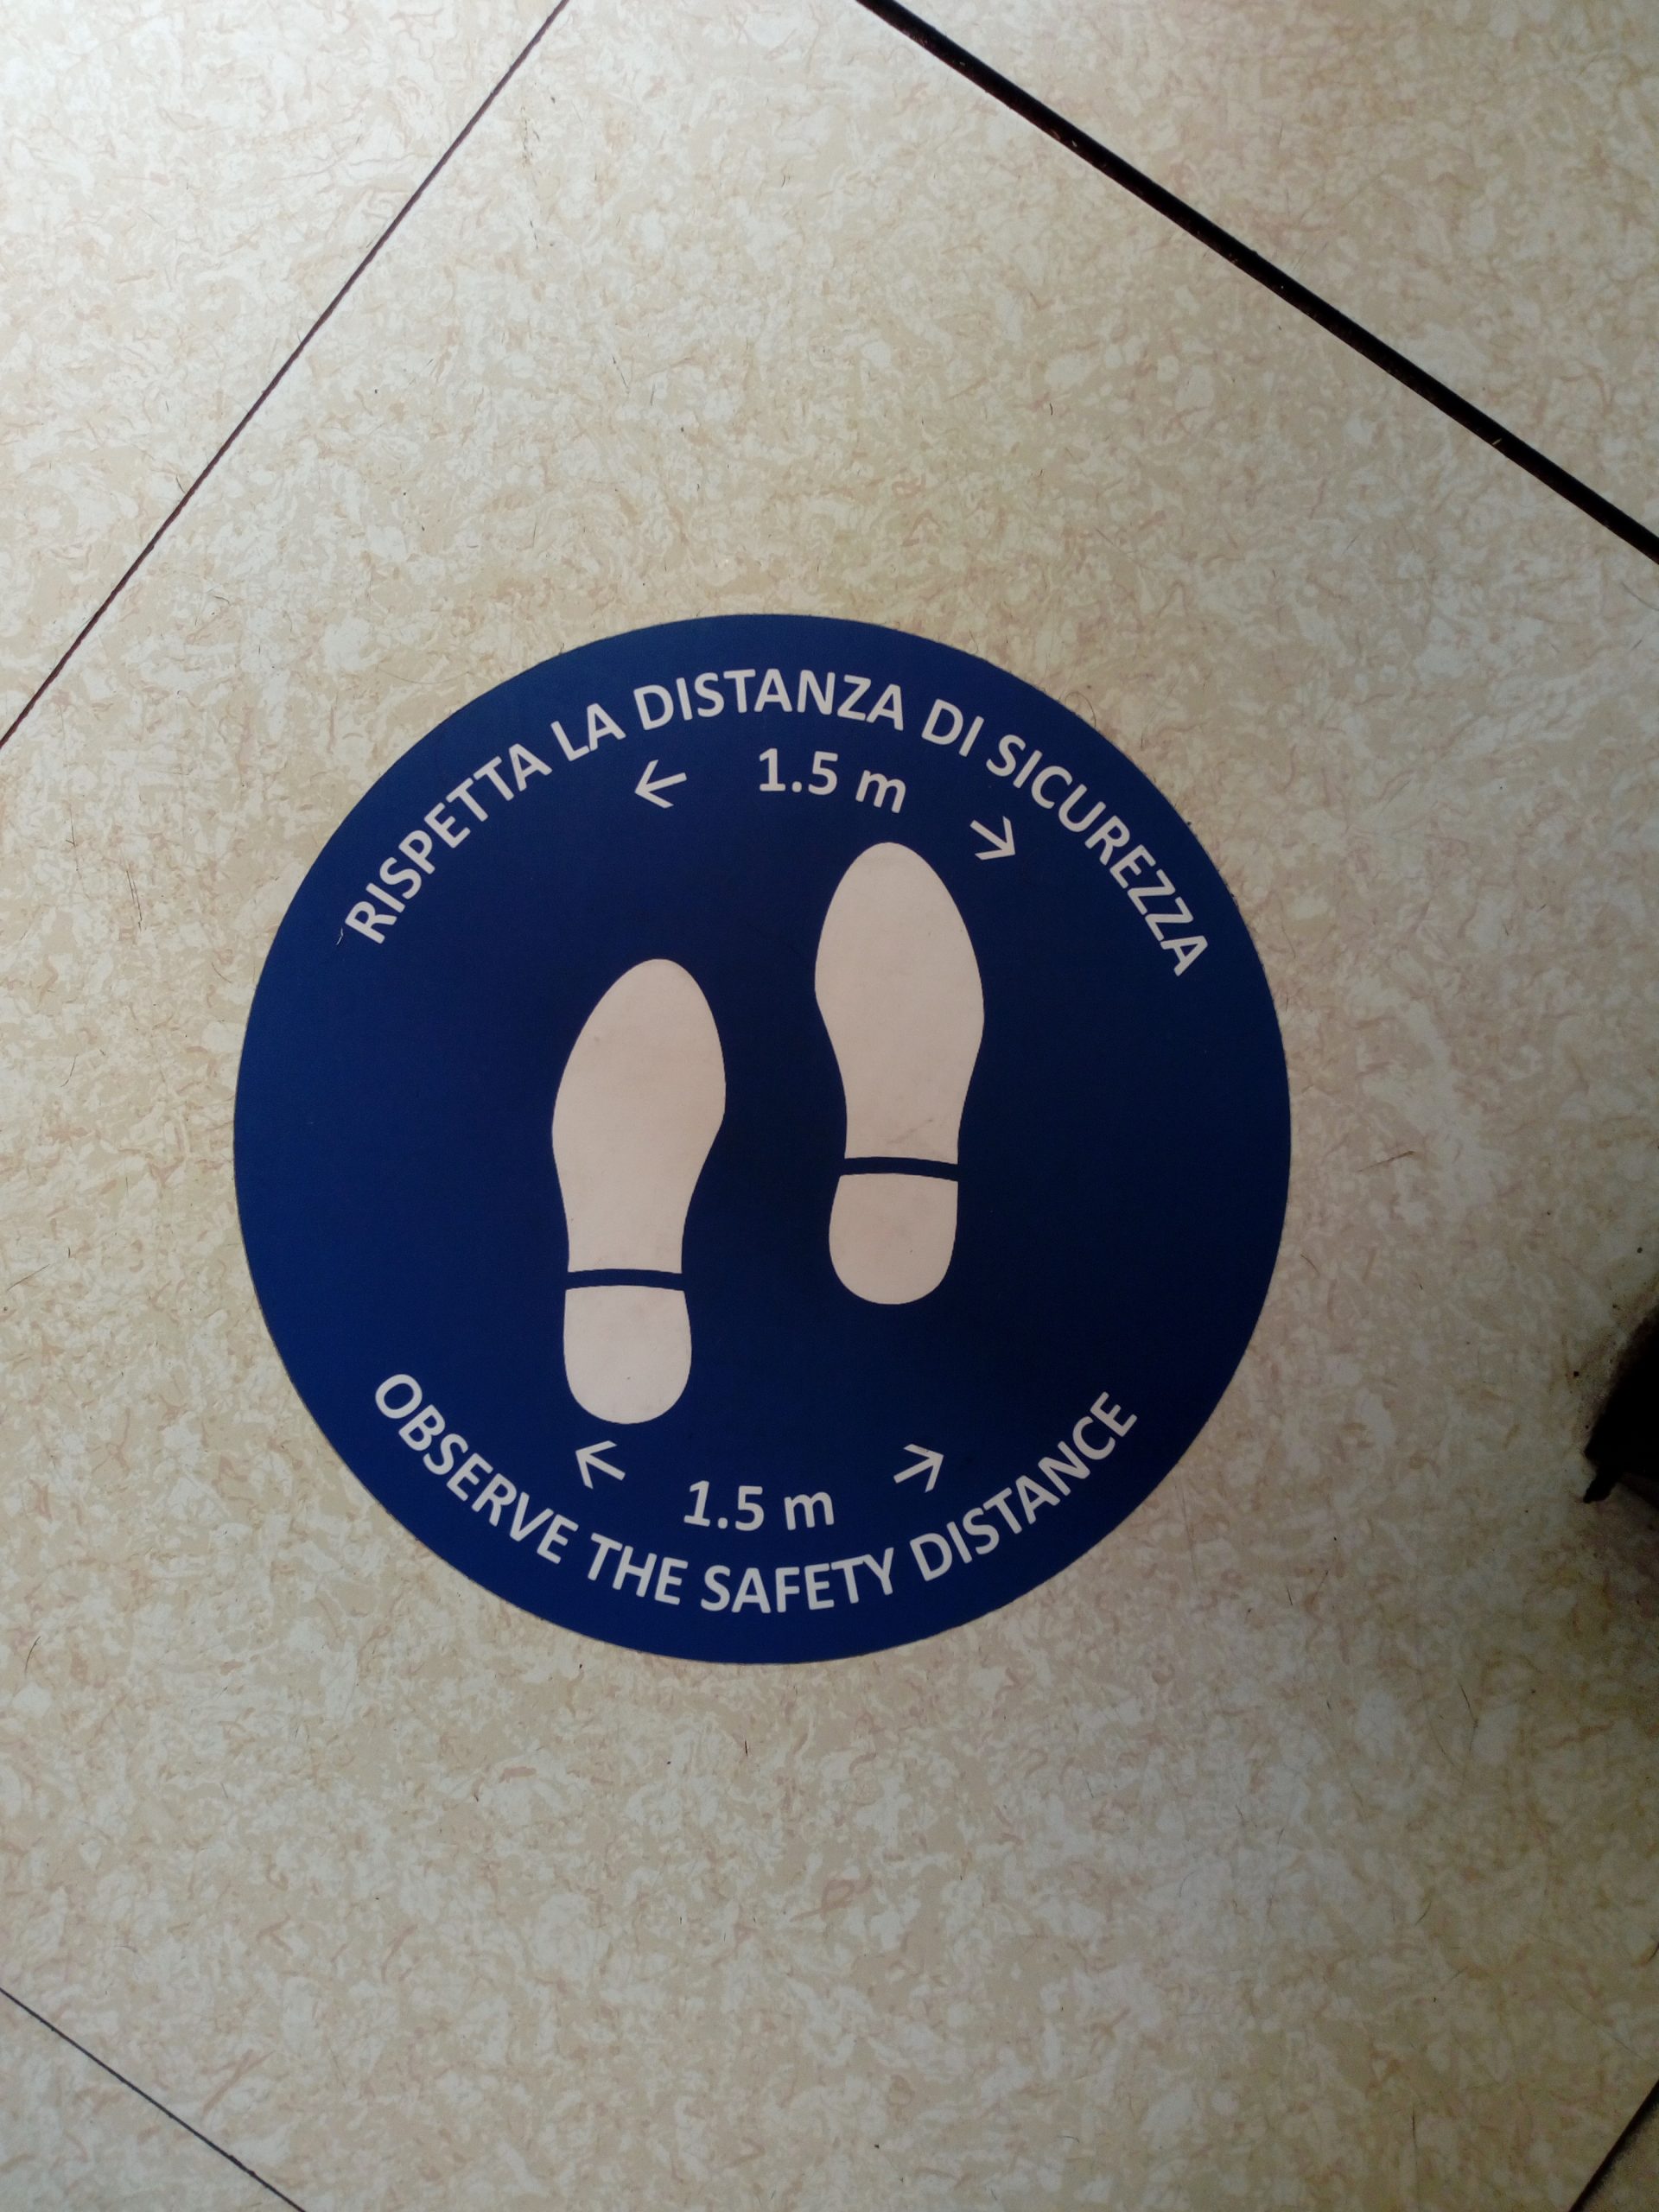 RISPETTA LA DISTANZA DI SICUREZZA
← 1.5 m →
← 1.5 m →
OBSERVE THE SAFETY DISTANCE